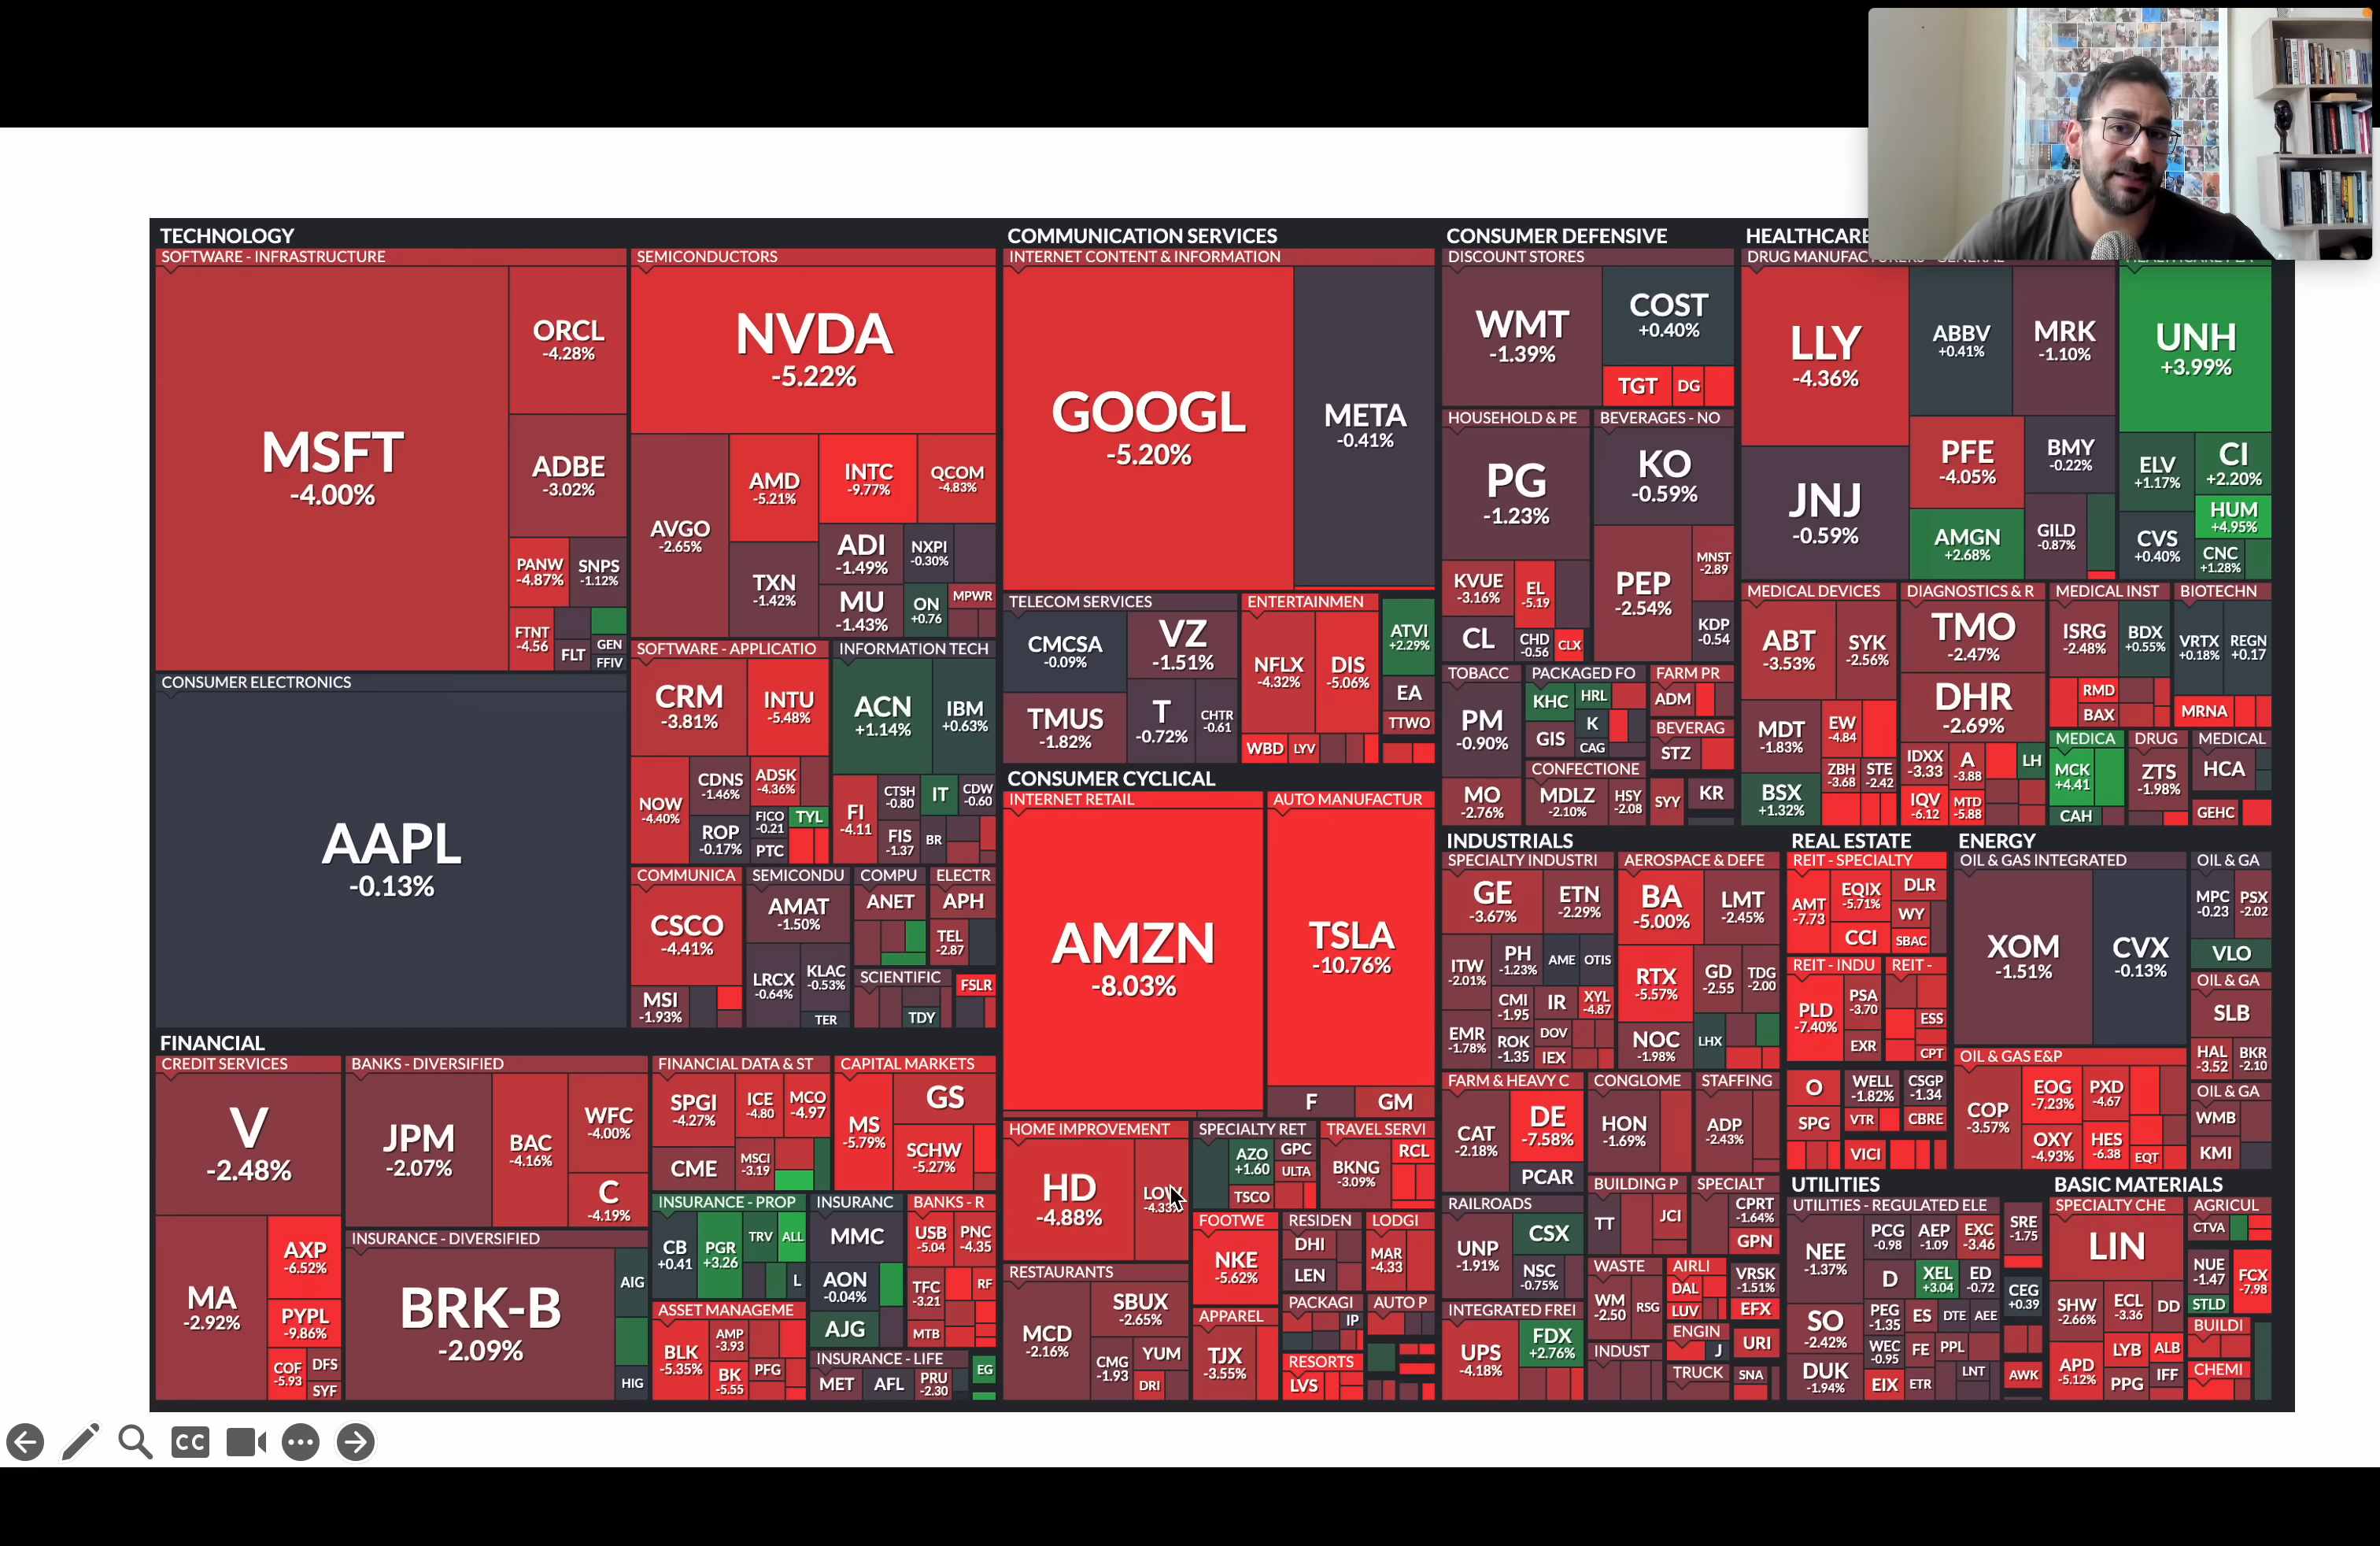 TECHNOLOGY
SOFTWARE - INFRASTRUCTURE
MSFT
-4.00%
ORCL
-4.28%
ADBE
-3.02%
PANW
-4.87%
SNPS
-1.12%
FTNT
-4.56
FLT
GEN
FFIV
SEMICONDUCTORS
NVDA
-5.22%
AVGO
-2.65%
AMD
-5.21%
INTC
-9.77%
QCOM
-4.83%
TXN
-1.42%
ADI
-1.49%
NXPI
-0.30%
MU
-1.43%
ON
+0.76
MPWR
CONSUMER ELECTRONICS
AAPL
-0.13%
SOFTWARE - APPLICATIO
CRM
-3.81%
INTU
-5.48%
NOW
-4.40%
CDNS
-1.46%
ADSK
-4.36%
ROP
-0.17%
FICO
-0.21
TYL
PTC
INFORMATION TECH
ACN
+1.14%
IBM
+0.63%
FI
-4.11
CTSH
-0.80
IT
CDW
-0.60
FIS
-1.37
BR
COMMUNICA
CSCO
-4.41%
MSI
-1.93%
SEMICONDU
AMAT
-1.50%
LRCX
-0.64%
KLAC
-0.53%
TER
COMPU
ANET
ELECTR
APH
TEL
-2.87
SCIENTIFIC
TDY
FSLR
COMMUNICATION SERVICES
INTERNET CONTENT & INFORMATION
GOOGL
-5.20%
META
-0.41%
TELECOM SERVICES
CMCSA
-0.09%
VZ
-1.51%
TMUS
-1.82%
T
-0.72%
CHTR
-0.61
ENTERTAINMEN
NFLX
-4.32%
DIS
-5.06%
WBD
LYV
ATVI
+2.29%
EA
TTWO
CONSUMER CYCLICAL
INTERNET RETAIL
AMZN
-8.03%
AUTO MANUFACTUR
TSLA
-10.76%
F
GM
HOME IMPROVEMENT
HD
-4.88%
LOW
-4.33%
SPECIALTY RET
AZO
+1.60
GPC
ULTA
TSCO
TRAVEL SERVI
BKNG
-3.09%
RCL
RESTAURANTS
MCD
-2.16%
SBUX
-2.65%
CMG
-1.93
YUM
DRI
FOOTWE
NKE
-5.62%
APPAREL
TJX
-3.55%
RESIDEN
DHI
LEN
LODGI
MAR
-4.33
PACKAGI
IP
AUTO P
RESORTS
LVS
CONSUMER DEFENSIVE
DISCOUNT STORES
WMT
-1.39%
COST
+0.40%
TGT
DG
HOUSEHOLD & PE
PG
-1.23%
KVUE
-3.16%
EL
-5.19
CL
CHD
-0.56
CLX
BEVERAGES - NO
KO
-0.59%
PEP
-2.54%
MNST
-2.89
KDP
-0.54
TOBACC
PM
-0.90%
MO
-2.76%
PACKAGED FO
KHC
HRL
GIS
K
CAG
FARM PR
ADM
BEVERAG
STZ
CONFECTIONE
MDLZ
-2.10%
HSY
-2.08
SYY
KR
HEALTHCARE
DRUG MANUFACTURERS - GENERAL
LLY
-4.36%
ABBV
+0.41%
MRK
-1.10%
JNJ
-0.59%
PFE
-4.05%
BMY
-0.22%
AMGN
+2.68%
GILD
-0.87%
HEALTHCARE PLA
UNH
+3.99%
ELV
+1.17%
CI
+2.20%
HUM
+4.95%
CVS
+0.40%
CNC
+1.28%
MEDICAL DEVICES
ABT
-3.53%
SYK
-2.56%
MDT
-1.83%
EW
-4.84
BSX
+1.32%
ZBH
-3.68
STE
-2.42
DIAGNOSTICS & R
TMO
-2.47%
DHR
-2.69%
IDXX
-3.33
A
-3.88
LH
IQV
-6.12
MTD
-5.88
MEDICAL INST
ISRG
-2.48%
BDX
+0.55%
RMD
BAX
BIOTECHN
VRTX
+0.18%
REGN
+0.17
MRNA
MEDICA
MCK
+4.41
CAH
DRUG
ZTS
-1.98%
MEDICAL
HCA
GEHC
FINANCIAL
CREDIT SERVICES
V
-2.48%
MA
-2.92%
AXP
-6.52%
PYPL
-9.86%
COF
-5.93
DFS
SYF
BANKS - DIVERSIFIED
JPM
-2.07%
BAC
-4.16%
WFC
-4.00%
C
-4.19%
INSURANCE - DIVERSIFIED
BRK-B
-2.09%
AIG
HIG
FINANCIAL DATA & ST
SPGI
-4.27%
ICE
-4.80
MCO
-4.97
CME
MSCI
-3.19
CAPITAL MARKETS
MS
-5.79%
GS
SCHW
-5.27%
INSURANCE - PROP
CB
+0.41
PGR
+3.26
TRV
ALL
L
INSURANC
MMC
AON
-0.04%
AJG
BANKS - R
USB
-5.04
PNC
-4.35
TFC
-3.21
RF
MTB
ASSET MANAGEME
BLK
-5.35%
AMP
-3.93
BK
-5.55
PFG
INSURANCE - LIFE
MET
AFL
PRU
-2.30
EG
INDUSTRIALS
SPECIALTY INDUSTRI
GE
-3.67%
ETN
-2.29%
ITW
-2.01%
PH
-1.23%
AME
OTIS
CMI
-1.95
IR
XYL
-4.87
EMR
-1.78%
ROK
-1.35
DOV
IEX
AEROSPACE & DEFE
BA
-5.00%
LMT
-2.45%
RTX
-5.57%
GD
-2.55
TDG
-2.00
NOC
-1.98%
LHX
FARM & HEAVY C
CAT
-2.18%
DE
-7.58%
PCAR
CONGLOME
HON
-1.69%
STAFFING
ADP
-2.43%
RAILROADS
UNP
-1.91%
CSX
NSC
-0.75%
BUILDING P
TT
JCI
SPECIALT
CPRT
-1.64%
GPN
INTEGRATED FREI
UPS
-4.18%
FDX
+2.76%
WASTE
WM
-2.50
RSG
AIRLI
DAL
LUV
VRSK
-1.51%
EFX
INDUST
ENGIN
J
URI
TRUCK
SNA
REAL ESTATE
REIT - SPECIALTY
AMT
-7.73
EQIX
-5.71%
DLR
WY
CCI
SBAC
REIT - INDU
PLD
-7.40%
PSA
-3.70
EXR
REIT -
ESS
CPT
O
SPG
WELL
-1.82%
VTR
CSGP
-1.34
CBRE
VICI
ENERGY
OIL & GAS INTEGRATED
XOM
-1.51%
CVX
-0.13%
OIL & GA
MPC
-0.23
PSX
-2.02
VLO
OIL & GA
SLB
HAL
-3.52
BKR
-2.10
OIL & GAS E&P
COP
-3.57%
EOG
-7.23%
PXD
-4.67
OXY
-4.93%
HES
-6.38
EQT
OIL & GA
WMB
KMI
UTILITIES
UTILITIES - REGULATED ELE
NEE
-1.37%
PCG
-0.98
AEP
-1.09
EXC
-3.46
SO
-2.42%
D
XEL
+3.04
ED
-0.72
DUK
-1.94%
PEG
-1.35
ES
DTE
AEE
WEC
-0.95
FE
PPL
EIX
ETR
LNT
SRE
-1.75
CEG
+0.39
AWK
BASIC MATERIALS
SPECIALTY CHE
LIN
SHW
-2.66%
ECL
-3.36
DD
APD
-5.12%
LYB
ALB
PPG
IFF
AGRICUL
CTVA
NUE
-1.47
STLD
FCX
-7.98
BUILDI
CHEMI
CC